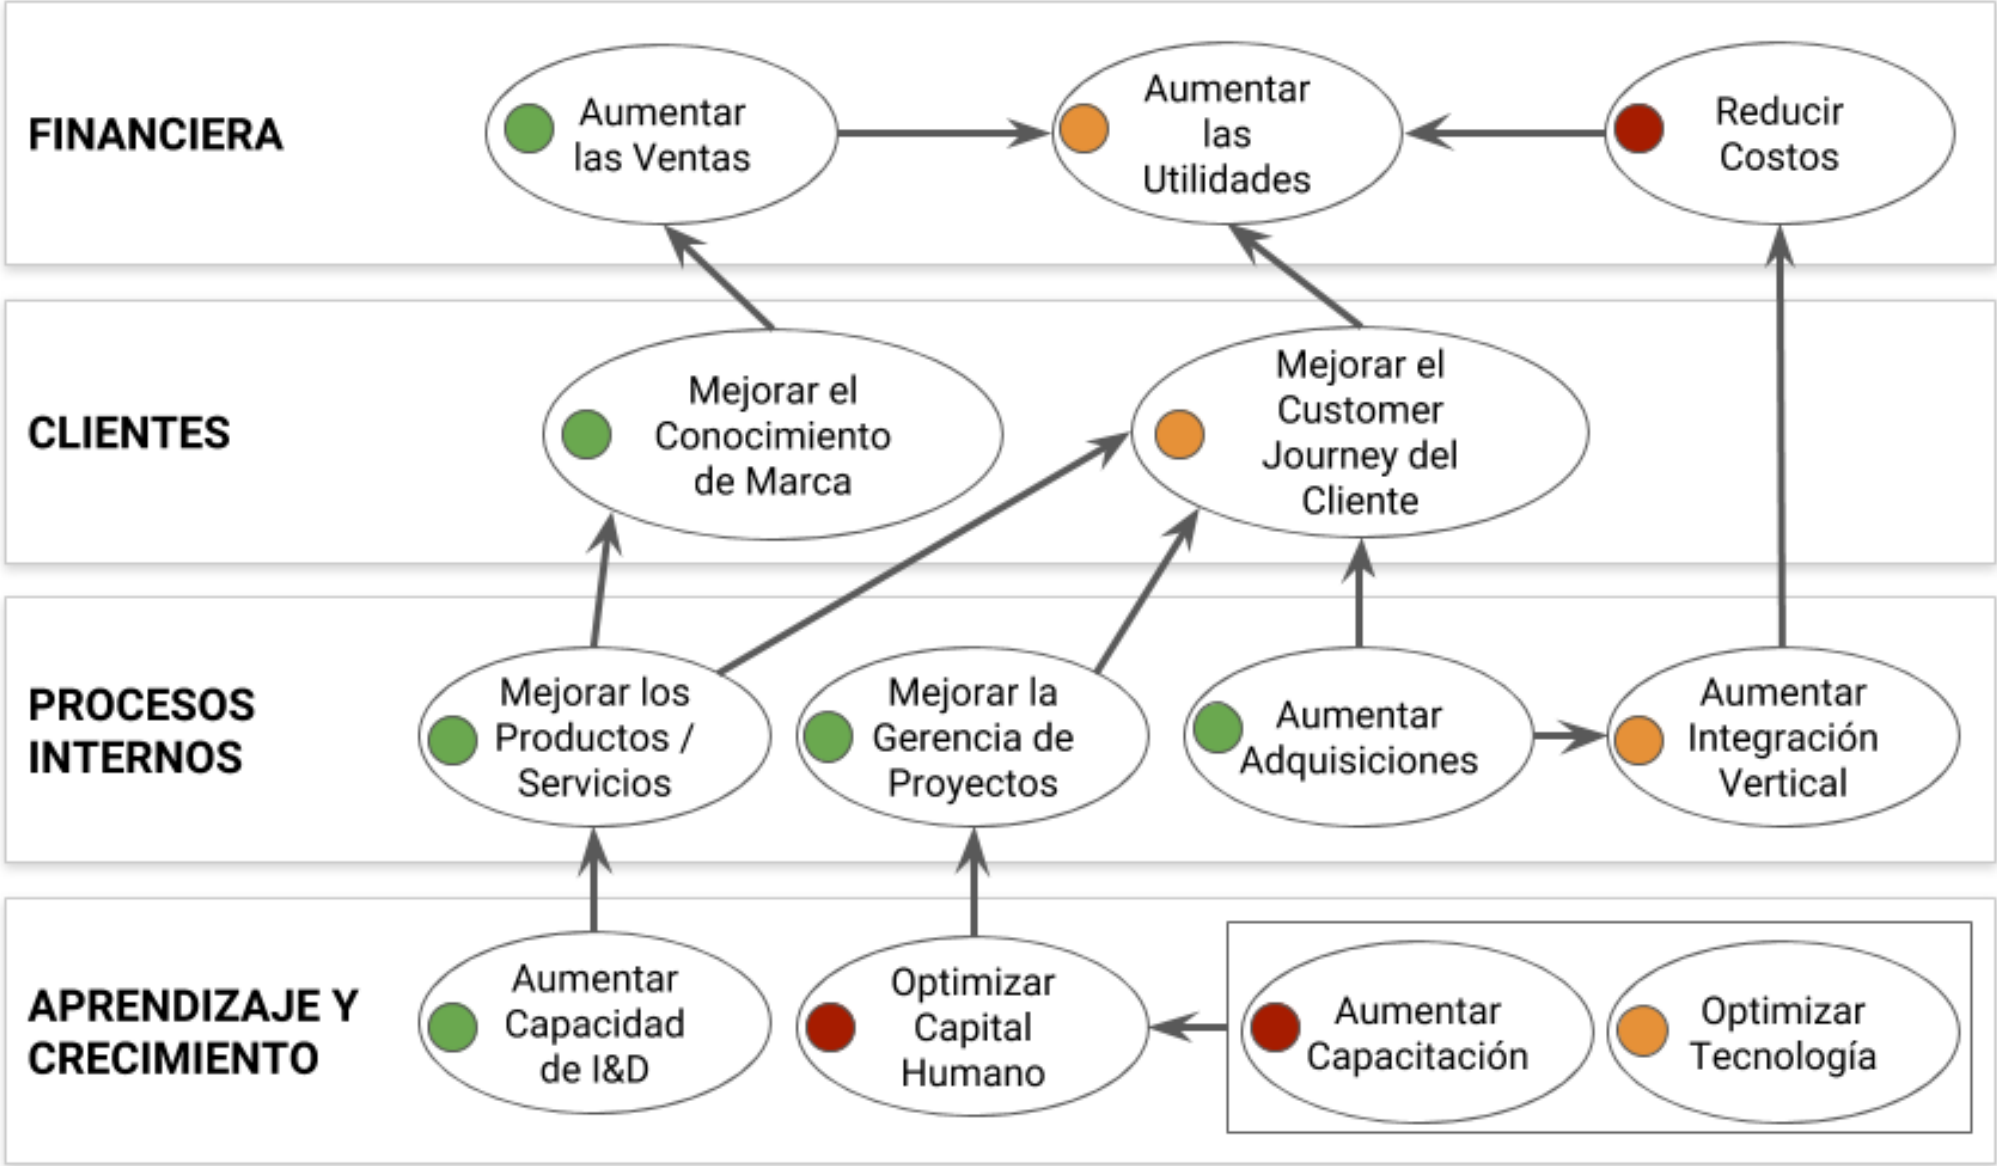 FINANCIERA
Aumentar
las Ventas
Aumentar
las
Utilidades
Reducir
Costos
CLIENTES
Mejorar el
Conocimiento
de Marca
Mejorar el
Customer
Journey del
Cliente
PROCESOS
INTERNOS
Mejorar los
Productos /
Servicios
Mejorar la
Gerencia de
Proyectos
Aumentar
Adquisiciones
Aumentar
Integración
Vertical
APRENDIZAJE Y
CRECIMIENTO
Aumentar
Capacidad
de I&D
Optimizar
Capital
Humano
Aumentar
Capacitación
Optimizar
Tecnología